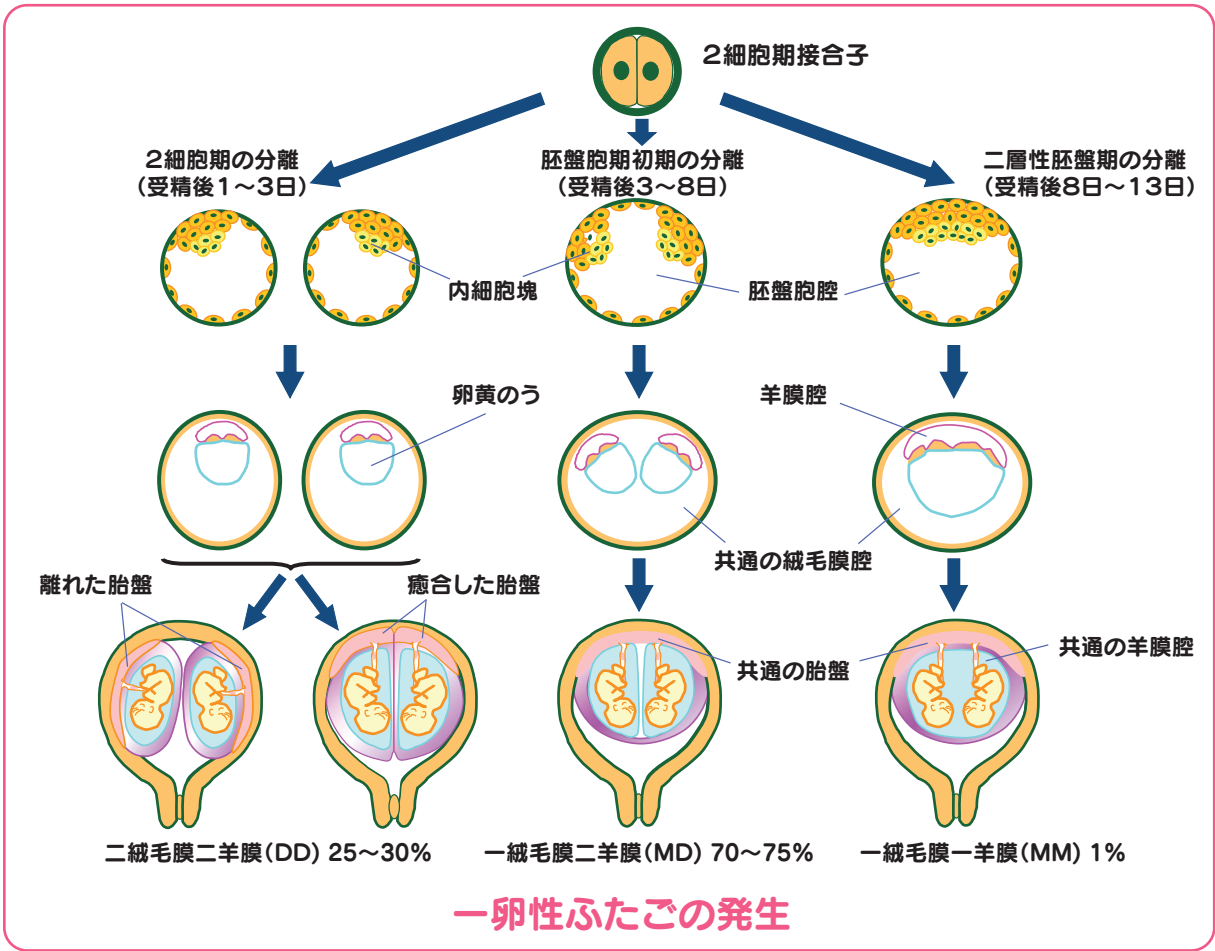 2細胞期接合子
2細胞期の分離
（受精後1～3日）
胚盤胞期初期の分離
（受精後3～8日）
二層性胚盤期の分離
（受精後8日～13日）
内細胞塊
胚盤胞腔
卵黄のう
羊膜腔
共通の絨毛膜腔
離れた胎盤
癒合した胎盤
共通の胎盤
共通の羊膜腔
二絨毛膜二羊膜（DD）25～30%
一絨毛膜二羊膜（MD）70～75%
一絨毛膜一羊膜（MM）1%
一卵性ふたごの発生